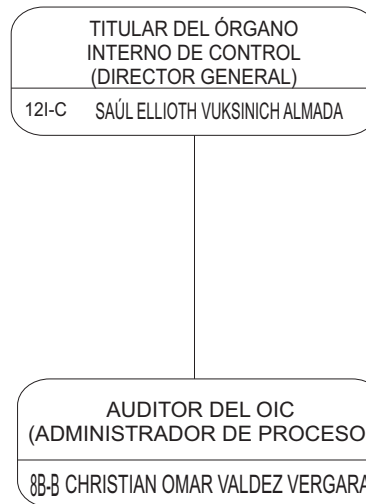 TITULAR DEL ÓRGANO
INTERNO DE CONTROL
(DIRECTOR GENERAL)
12I-C SAÚL ELLIOTH VUKSINICH ALMADA
AUDITOR DEL OIC
(ADMINISTRADOR DE PROCESO
8B-B CHRISTIAN OMAR VALDEZ VERGARA